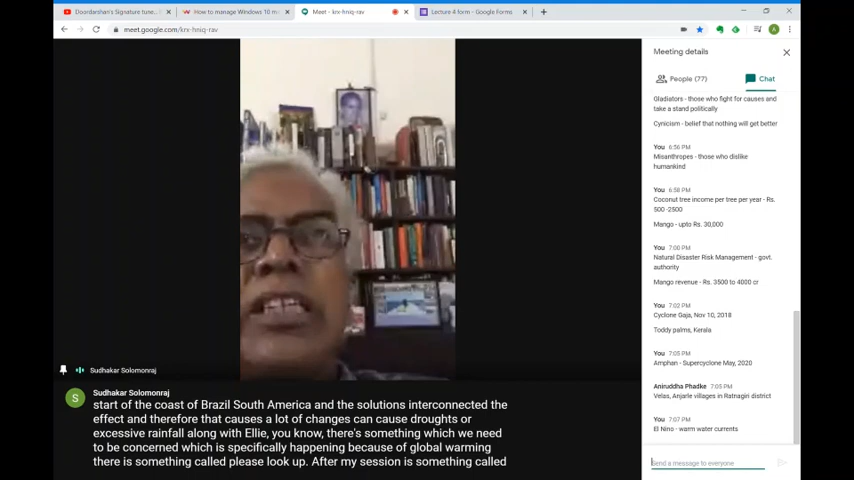 Doordarshan's Signature tune...
How to manage Windows 10 m
Meet - krx-hniq-rav
Lecture 4 form - Google Forms
meet.google.com/krx-hniq-rav
A
Meeting details
People (77)
Chat
Gladiators - those who fight for causes and
take a stand politically
Cynicism - belief that nothing will get better
You 6:56 PM
Misanthropes - those who dislike
humankind
You 6:58 PM
Coconut tree income per tree per year - Rs.
500 -2500
Mango - upto Rs. 30,000
You 7:00 PM
Natural Disaster Risk Management - govt.
authority
Mango revenue - Rs. 3500 to 4000 cr
You 7:02 PM
Cyclone Gaja, Nov 10, 2018
Toddy palms, Kerala
You 7:05 PM
Amphan - Supercyclone May, 2020
Aniruddha Phadke 7:05 PM
Velas, Anjarle villages in Ratnagiri district
You 7:07 PM
El Nino - warm water currents
Send a message to everyone
Sudhakar Solomonraj
S
Sudhakar Solomonraj
start of the coast of Brazil South America and the solutions interconnected the
effect and therefore that causes a lot of changes can cause droughts or
excessive rainfall along with Ellie, you know, there's something which we need
to be concerned which is specifically happening because of global warming
there is something called please look up. After my session is something called